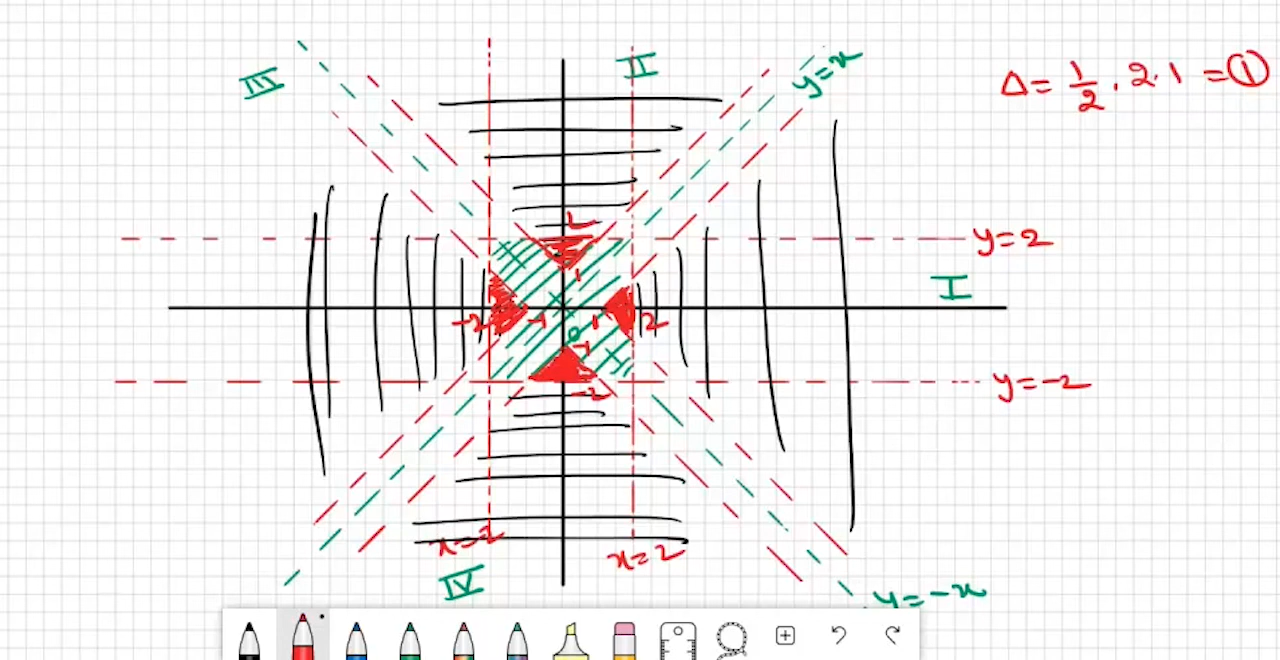 III
II
y=x
Δ = 1/2 . 2.1 = ①
2
y=2
1
I
-2
-1
1
2
0
-1
-2
y=-2
x=-2
x=2
IV
y=-x